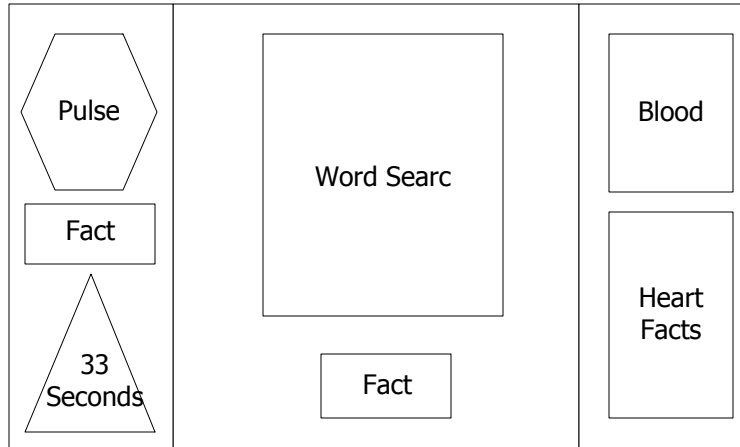 Pulse
Fact
33
Seconds
Word Searc
Fact
Blood
Heart
Facts